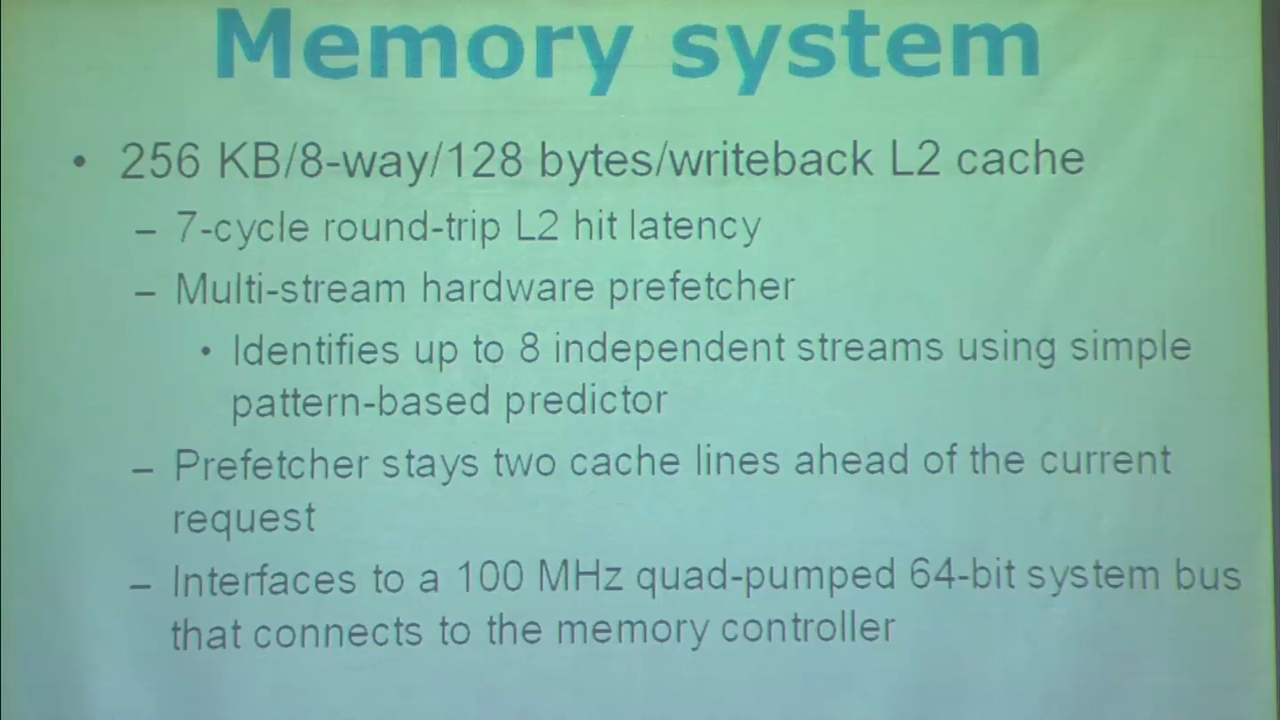 Memory system
• 256 KB/8-way/128 bytes/writeback L2 cache
– 7-cycle round-trip L2 hit latency
– Multi-stream hardware prefetcher
• Identifies up to 8 independent streams using simple
pattern-based predictor
– Prefetcher stays two cache lines ahead of the current
request
– Interfaces to a 100 MHz quad-pumped 64-bit system bus
that connects to the memory controller